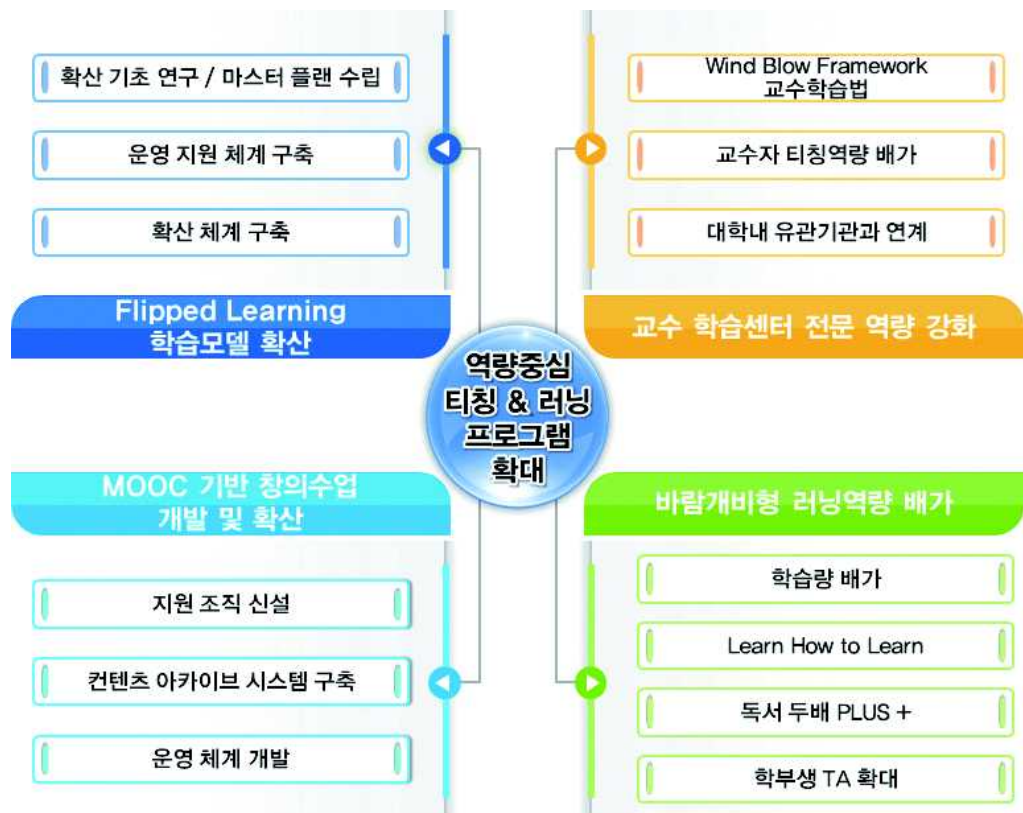 확산 기초 연구 / 마스터 플랜 수립
운영 지원 체계 구축
확산 체계 구축
Flipped Learning
학습모델 확산
Wind Blow Framework
교수학습법
교수자 티칭역량 배가
대학내 유관기관과 연계
교수 학습센터 전문 역량 강화
역량중심
티칭 & 러닝
프로그램
확대
MOOC 기반 창의수업
개발 및 확산
지원 조직 신설
컨텐츠 아카이브 시스템 구축
운영 체계 개발
바람개비형 러닝역량 배가
학습량 배가
Learn How to Learn
독서 두배 PLUS +
학부생 TA 확대